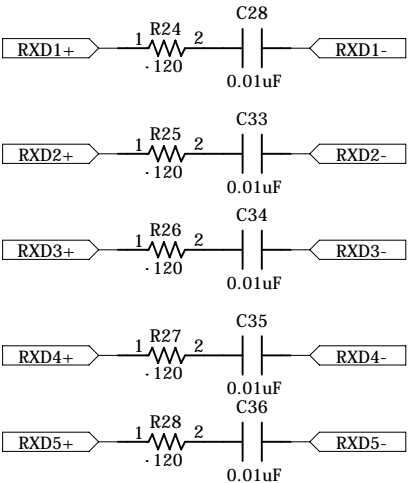 C28
R24
RXD1+ 1 2 RXD1-
.120
0.01uF
C33
R25
RXD2+ 1 2 RXD2-
.120
0.01uF
C34
R26
RXD3+ 1 2 RXD3-
.120
0.01uF
C35
R27
RXD4+ 1 2 RXD4-
.120
0.01uF
C36
R28
RXD5+ 1 2 RXD5-
.120
0.01uF